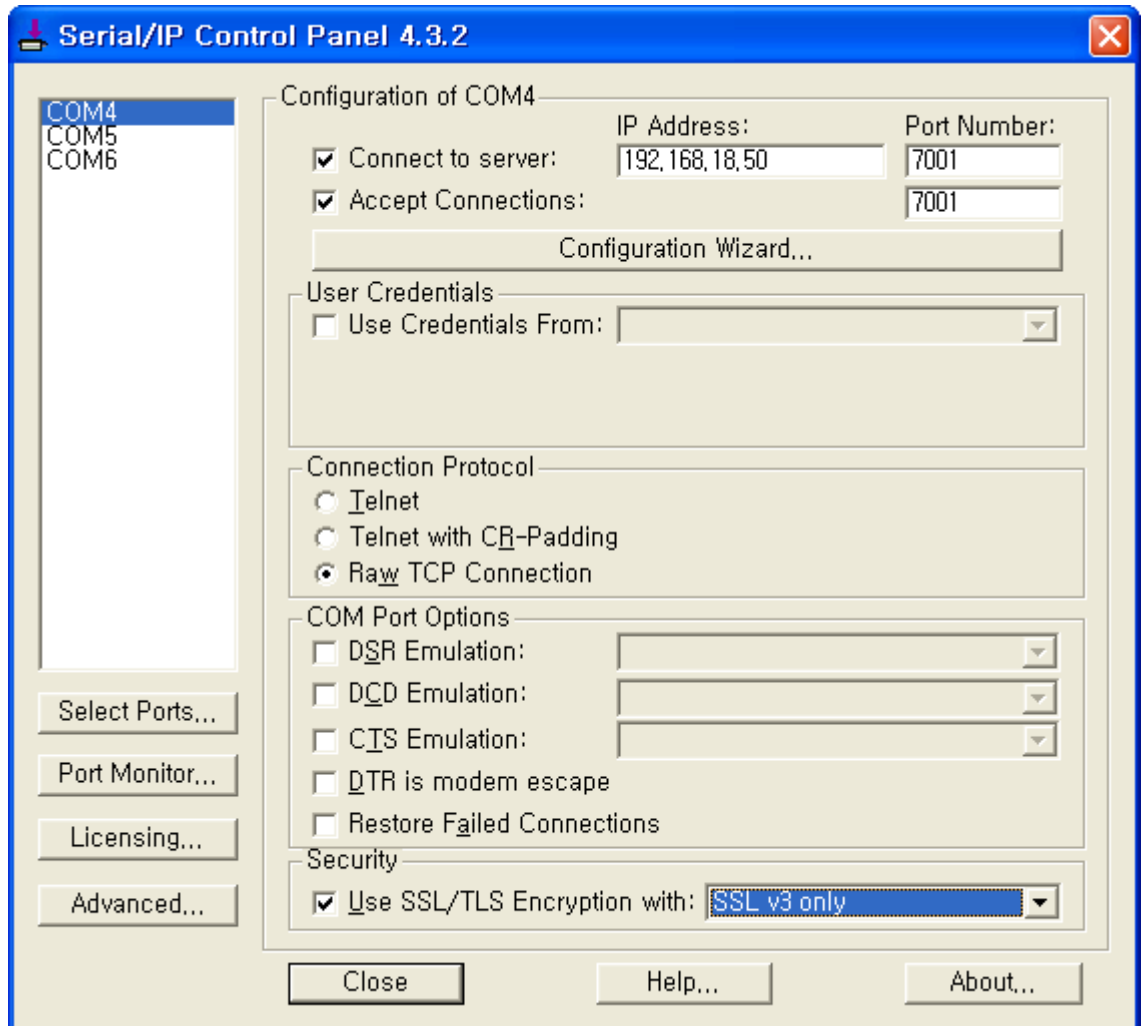 Serial/IP Control Panel 4.3.2
COM4
COM5
COM6
Select Ports...
Port Monitor...
Licensing...
Advanced...
Configuration of COM4
IP Address: Port Number:
Connect to server: 192.168.18.50 7001
Accept Connections: 7001
Configuration Wizard...
User Credentials
Use Credentials From:
Connection Protocol
Telnet
Telnet with CR-Padding
Raw TCP Connection
COM Port Options
DSR Emulation:
DCD Emulation:
CTS Emulation:
DTR is modem escape
Restore Failed Connections
Security
Use SSL/TLS Encryption with: SSL v3 only
Close Help... About...